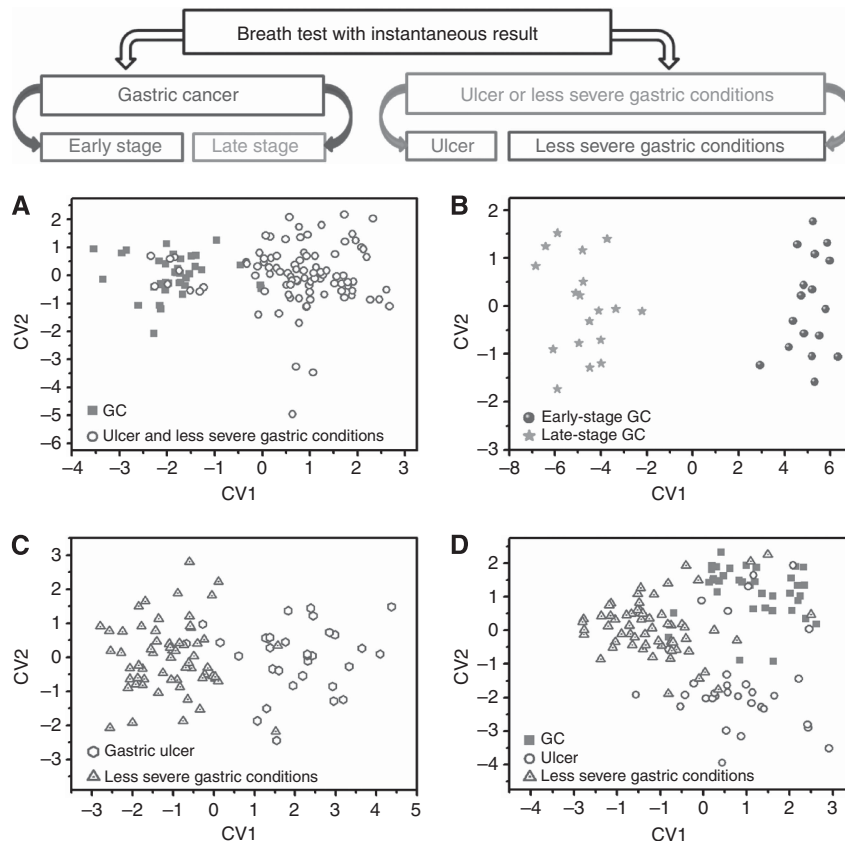 Breath test with instantaneous result
Gastric cancer
Ulcer or less severe gastric conditions
Early stage
Late stage
Ulcer
Less severe gastric conditions
A
2
1
0
−1
−2
−3
−4
−5
−6
CV2
GC
Ulcer and less severe gastric conditions
−4 −3 −2 −1 0 1 2 3
CV1
B
2
1
0
−1
−2
−3
CV2
Early-stage GC
Late-stage GC
−8 −6 −4 −2 0 2 4 6
CV1
C
3
2
1
0
−1
−2
−3
CV2
Gastric ulcer
Less severe gastric conditions
−3 −2 −1 0 1 2 3 4 5
CV1
D
2
1
0
−1
−2
−3
−4
CV2
GC
Ulcer
Less severe gastric conditions
−4 −3 −2 −1 0 1 2 3
CV1